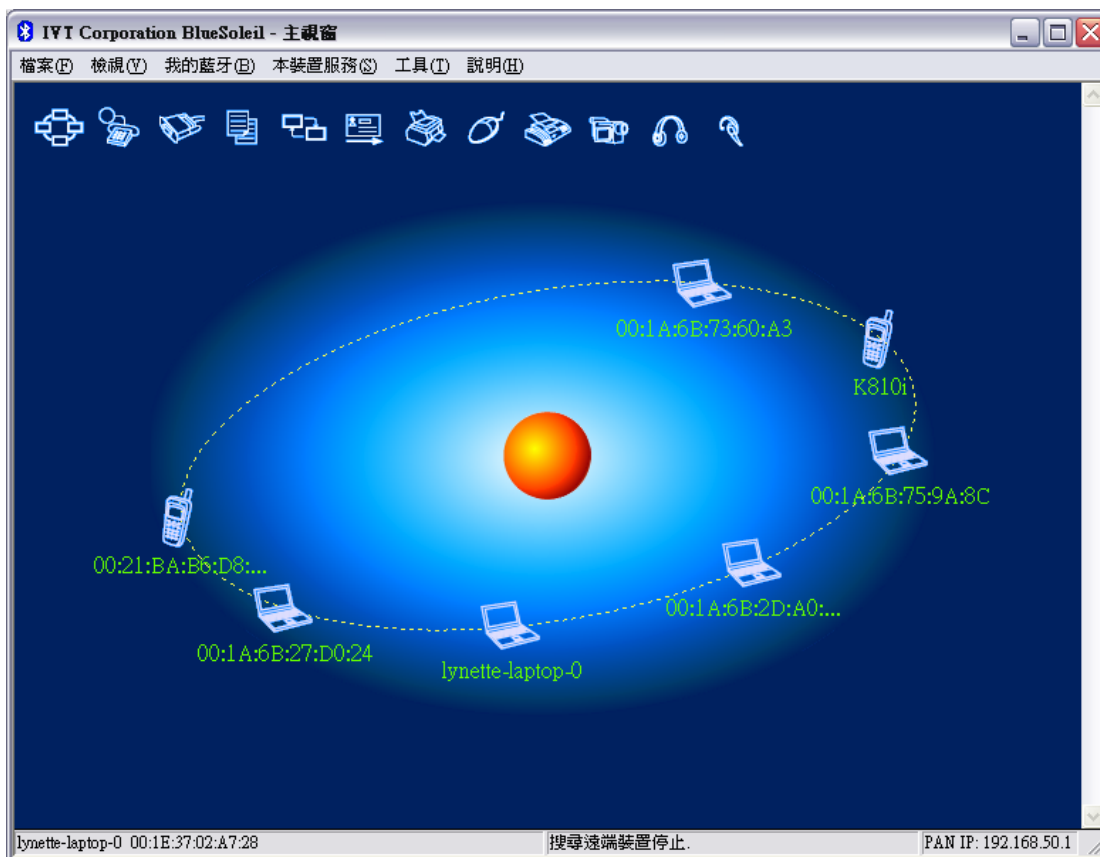 IVT Corporation BlueSoleil - 主視窗
檔案(F) 檢視(V) 我的藍牙(B) 本裝置服務(S) 工具(T) 說明(H)
00:1A:6B:73:60:A3
K810i
00:1A:6B:75:9A:8C
00:21:BA:B6:D8:...
00:1A:6B:2D:A0:...
00:1A:6B:27:D0:24
lynette-laptop-0
lynette-laptop-0 00:1E:37:02:A7:28 搜尋遠端裝置停止. PAN IP: 192.168.50.1